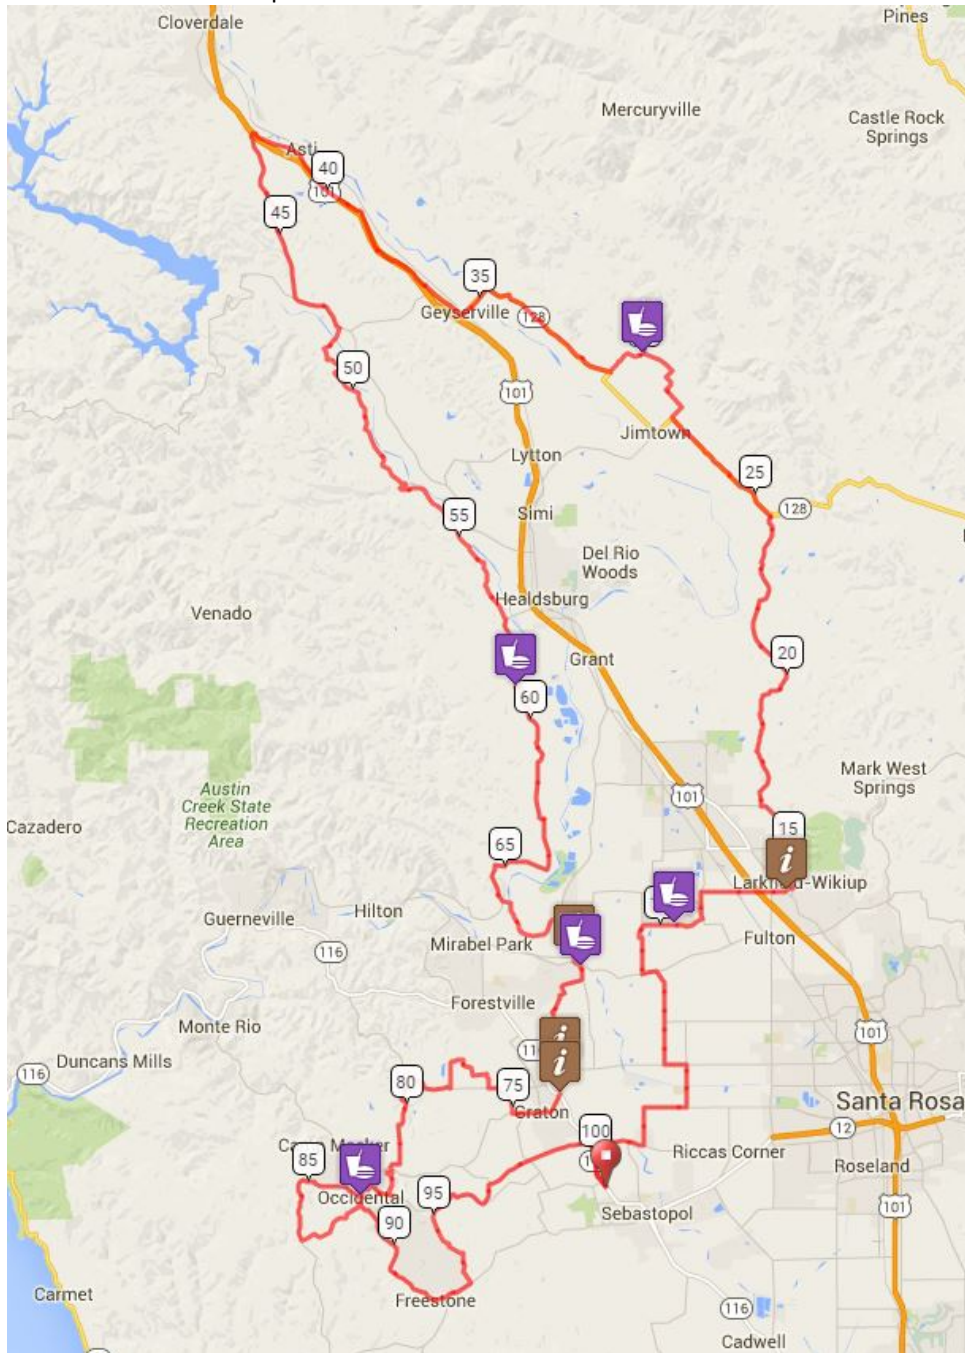 Cloverdale
Pines
Mercuryville
Castle Rock
Springs
Asti
40
101
45
35
Geyserville
128
50
101
Jimtown
Lytton
25
128
55
Simi
Del Rio
Woods
Healdsburg
Venado
20
Grant
60
Mark West
Springs
101
Austin
Creek State
Recreation
Area
Cazadero
15
65
i
Larkfield-Wikiup
Hilton
Guerneville
Mirabel Park
Fulton
116
Forestville
Monte Rio
101
i
Duncans Mills
i
116
80
75
Santa Rosa
Graton
12
100
Riccas Corner
85
Roseland
Occidental
95
101
Sebastopol
90
Carmet
Freestone
116
Cadwell